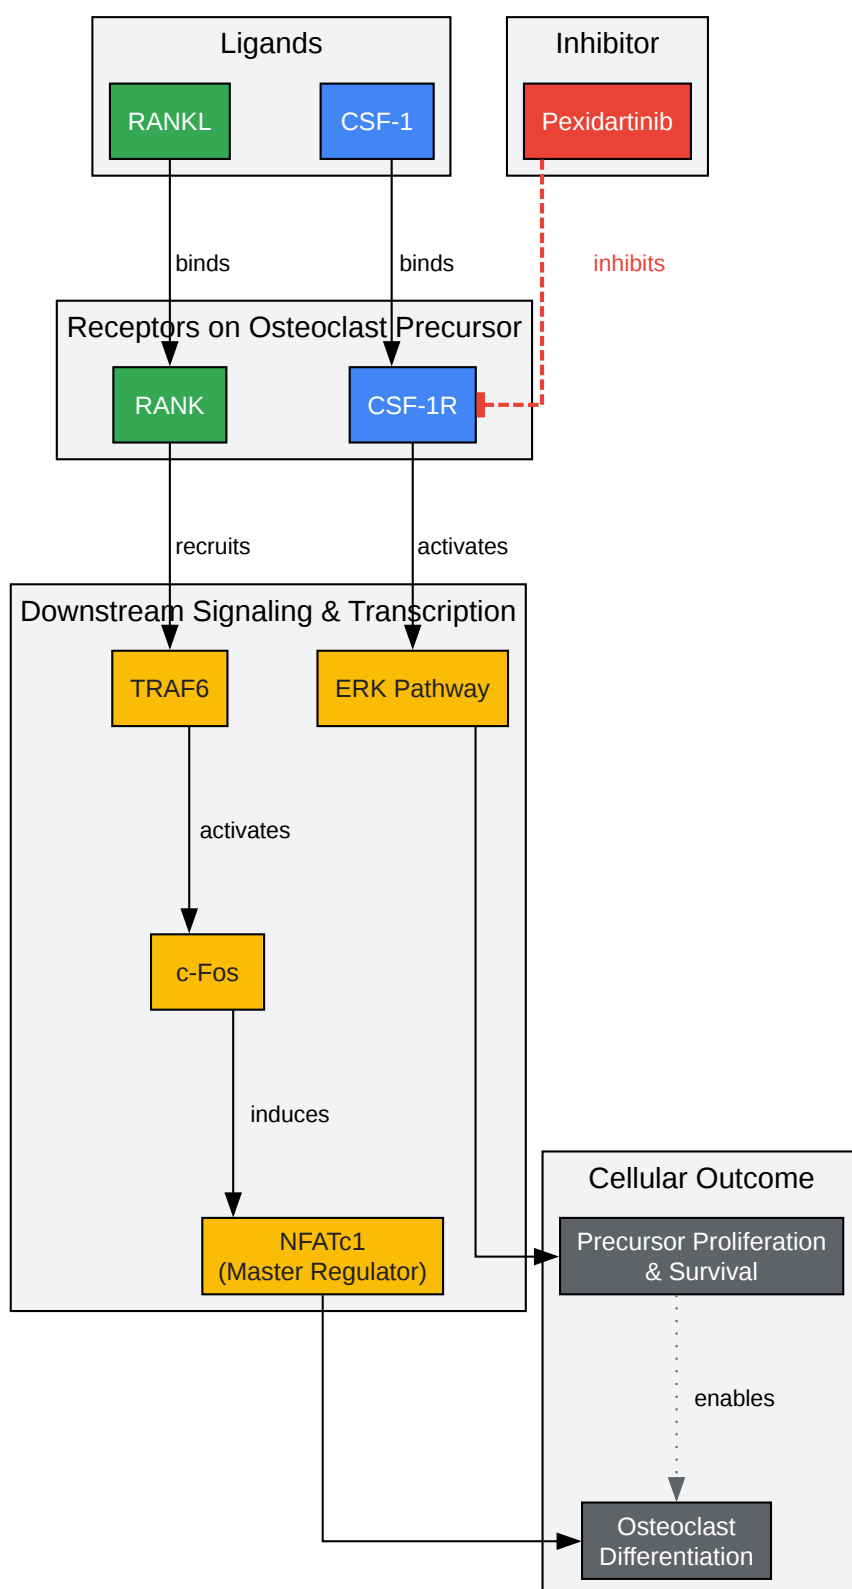 Ligands
Inhibitor
RANKL
CSF-1
Pexidartinib
binds
binds
inhibits
Receptors on Osteoclast Precursor
RANK
CSF-1R
recruits
activates
Downstream Signaling & Transcription
TRAF6
ERK Pathway
activates
c-Fos
induces
Cellular Outcome
NFATc1
(Master Regulator)
Precursor Proliferation
& Survival
enables
Osteoclast
Differentiation